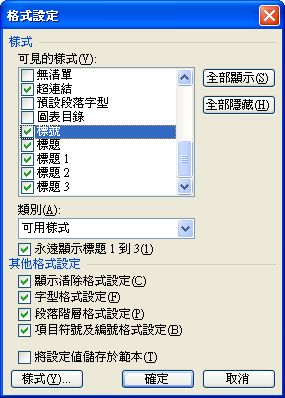 格式設定
樣式
可見的樣式(V):
無清單
超連結
預設段落字型
圖表目錄
標號
標題
標題 1
標題 2
標題 3
全部顯示(S)
全部隱藏(H)
類別(A):
可用樣式
永遠顯示標題 1 到 3(1)
其他格式設定
顯示清除格式設定(C)
字型格式設定(F)
段落階層格式設定(P)
項目符號及編號格式設定(B)
將設定值儲存於範本(T)
樣式(Y)... 確定 取消